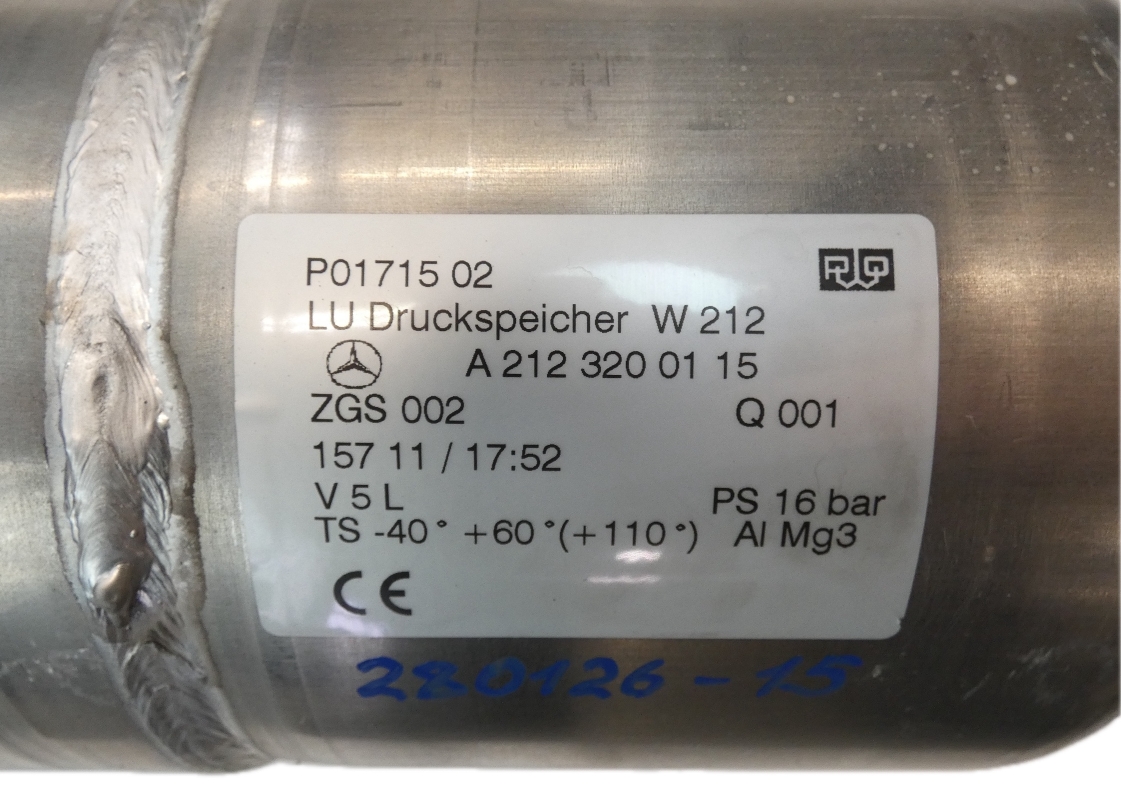 P01715 02
LU Druckspeicher W 212
A 212 320 01 15
ZGS 002 Q 001
157 11 / 17:52
V 5 L PS 16 bar
TS -40° +60°(+110°) Al Mg3
CE
280126-15